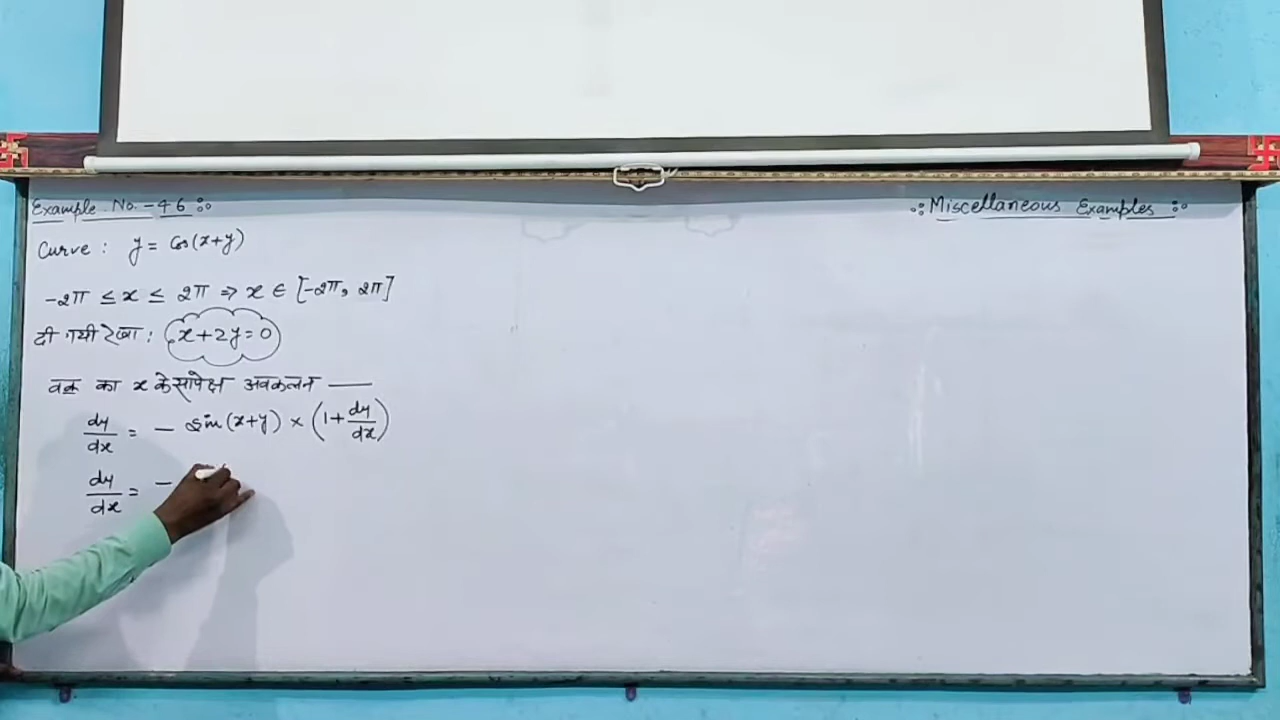 Example No. - 46 :
∴ Miscellaneous Examples :
Curve : y = cos(x+y)
-2π ≤ x ≤ 2π ⇒ x ∈ [-2π, 2π]
दी गयी रेखा : x+2y=0
वक्र का x के सापेक्ष अवकलन —
dy/dx = - sin(x+y) × (1+dy/dx)
dy/dx = -